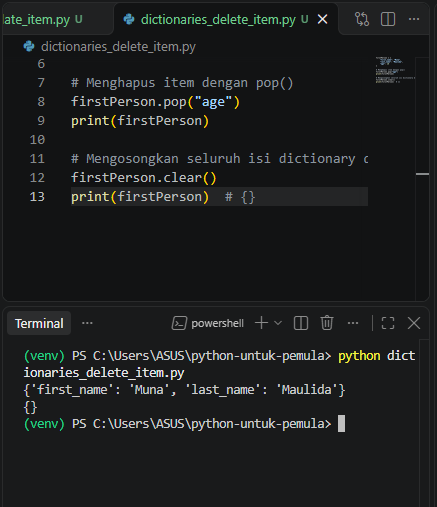 late_item.py U
dictionaries_delete_item.py U
dictionaries_delete_item.py
6
7 # Menghapus item dengan pop()
8 firstPerson.pop("age")
9 print(firstPerson)
10
11 # Mengosongkan seluruh isi dictionary d
12 firstPerson.clear()
13 print(firstPerson)  # {}
Terminal ··· powershell
(venv) PS C:\Users\ASUS\python-untuk-pemula> python dict
ionaries_delete_item.py
{'first_name': 'Muna', 'last_name': 'Maulida'}
{}
(venv) PS C:\Users\ASUS\python-untuk-pemula>